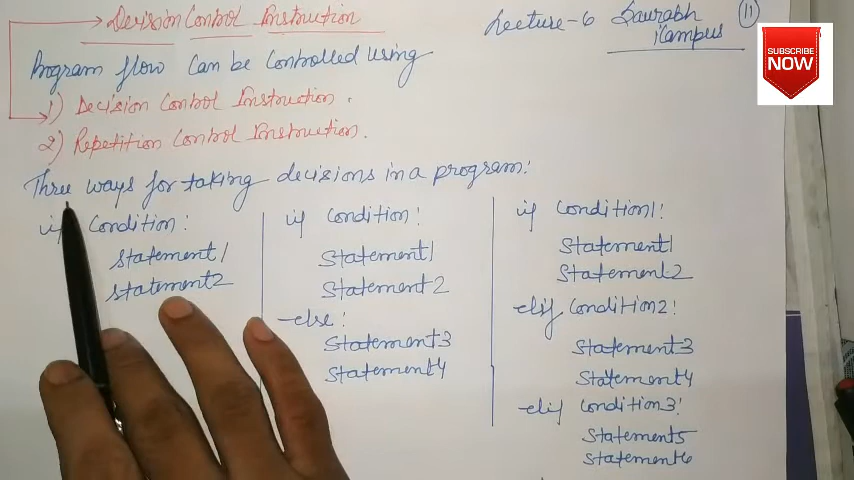 Decision Control Instruction
Lecture-6 Saurabh
iCampus
11
SUBSCRIBE
NOW
Program flow Can be Controlled using
1) Decision Control Instruction.
2) Repetition Control Instruction.
Three ways for taking decisions in a program:
if Condition:
Statement1
Statement2
if Condition:
Statement1
Statement2
else:
Statement3
Statement4
if Condition1:
Statement1
Statement2
elif Condition2:
Statement3
Statement4
elif Condition3:
Statement5
Statement6